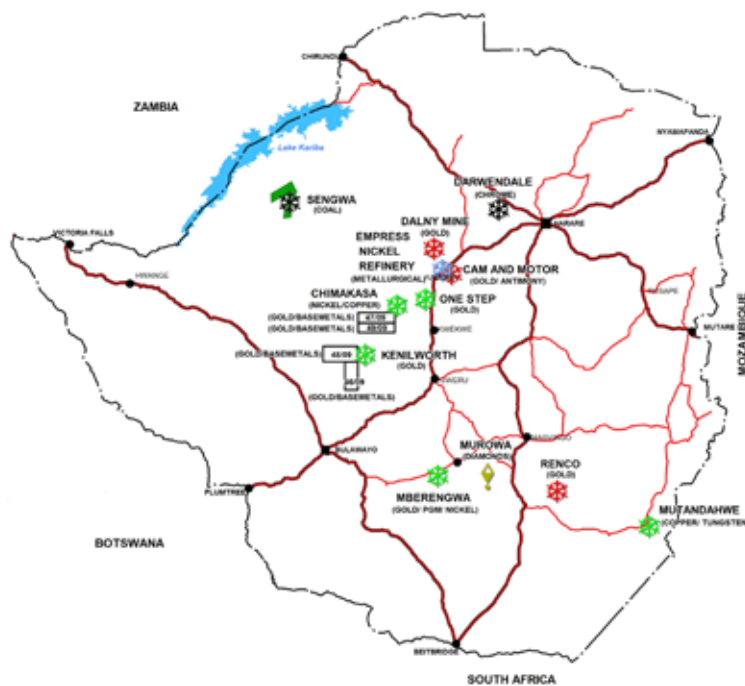 CHIRUNDU
ZAMBIA
NYAMAPANDA
Lake Kariba
DARWENDALE
(CHROME)
SENGWA
(COAL)
HARARE
DALNY MINE
(GOLD)
EMPRESS
NICKEL
REFINERY
(METALLURGICAL)
VICTORIA FALLS
CAM AND MOTOR
(GOLD/ ANTIMONY)
HWANGE
CHIMAKASA
(NICKEL/COPPER)
ONE STEP
(GOLD)
(GOLD/BASEMETALS)
47/09
(GOLD/BASEMETALS)
KWEKWE
MUTARE
MOZAMBIQUE
(GOLD/BASEMETALS)
KENILWORTH
(GOLD)
(GOLD/BASEMETALS)
GWERU
MASVINGO
BULAWAYO
MUROWA
(DIAMONDS)
RENCO
(GOLD)
PLUMTREE
MBERENGWA
(GOLD/ PGM/ NICKEL)
MUTANDAHWE
(COPPER/ TUNGSTEN
BOTSWANA
BEITBRIDGE
SOUTH AFRICA